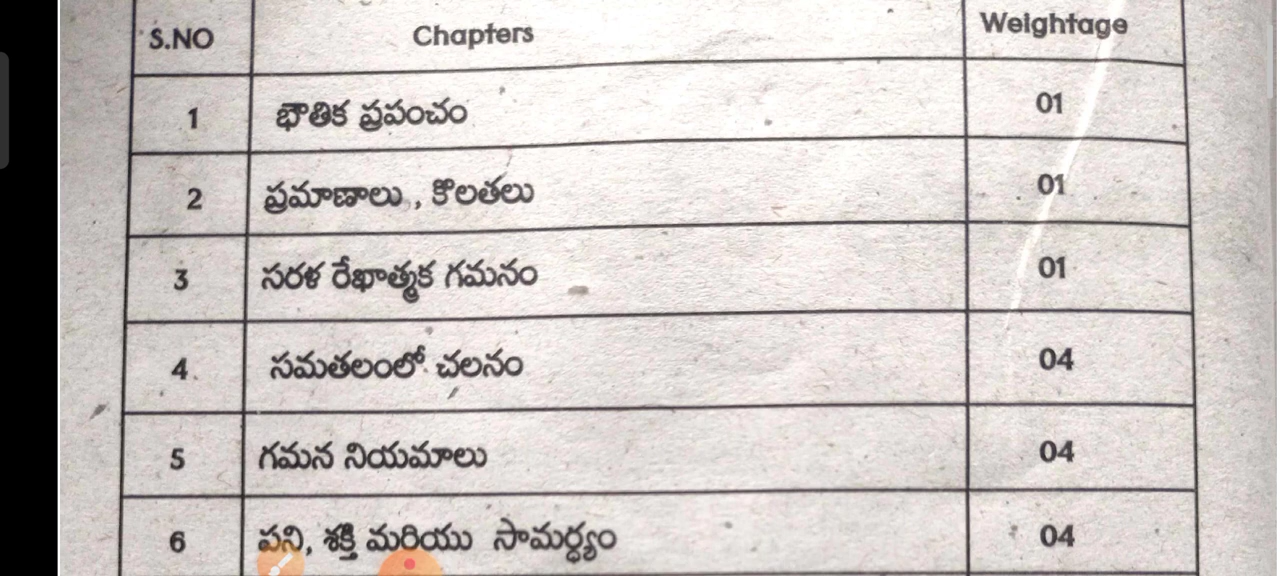 S.NO Chapters Weightage
1 భౌతిక ప్రపంచం 01
2 ప్రమాణాలు, కొలతలు 01
3 సరళ రేఖాత్మక గమనం 01
4. సమతలంలో చలనం 04
5 గమన నియమాలు 04
6 పని, శక్తి మరియు సామర్థ్యం 04